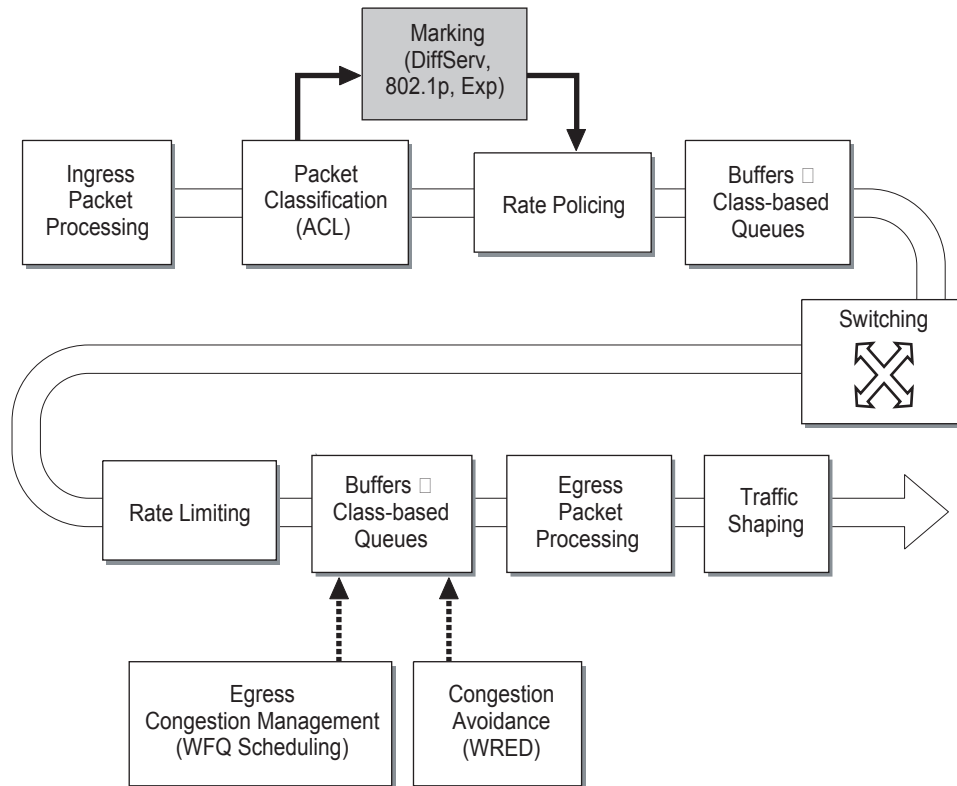 Marking
(DiffServ,
802.1p, Exp)
Ingress
Packet
Processing
Packet
Classification
(ACL)
Rate Policing
Buffers □
Class-based
Queues
Switching
Rate Limiting
Buffers □
Class-based
Queues
Egress
Packet
Processing
Traffic
Shaping
Egress
Congestion Management
(WFQ Scheduling)
Congestion
Avoidance
(WRED)